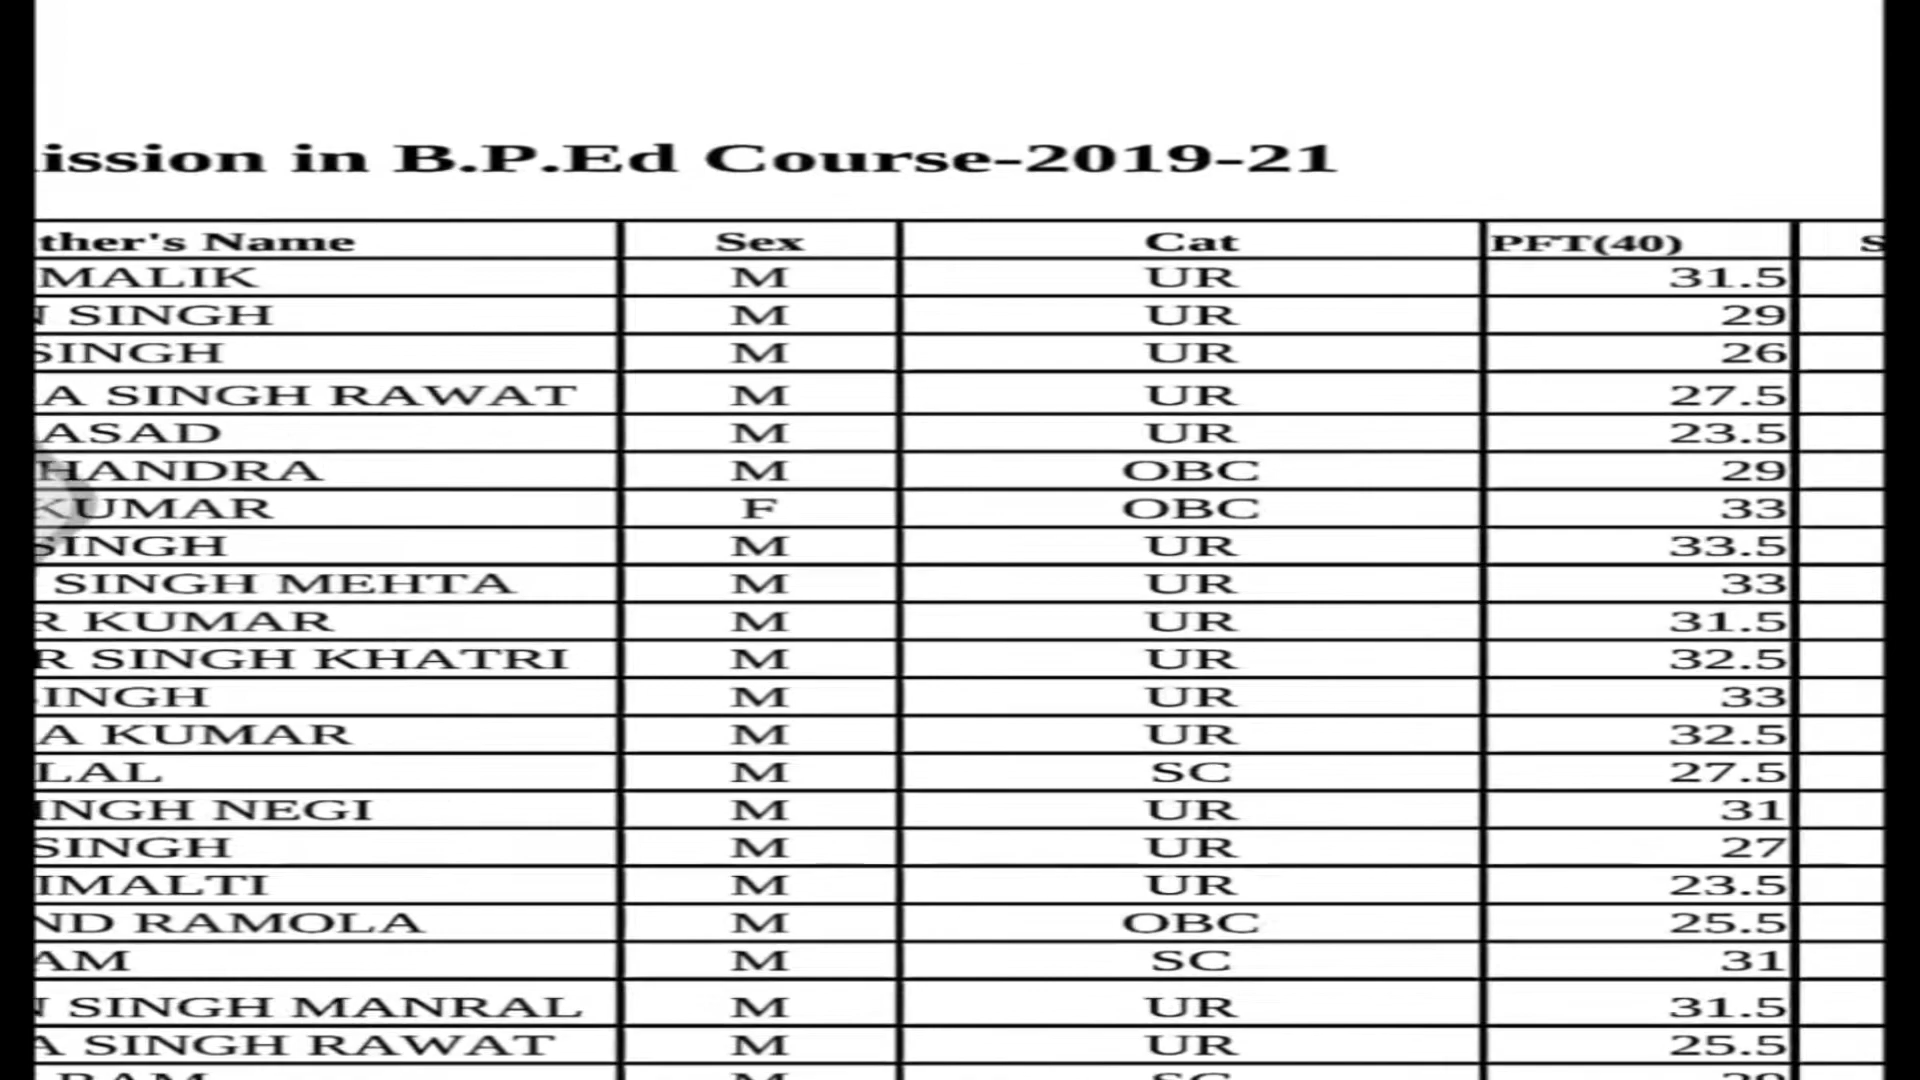 ission in B.P.Ed Course-2019-21
ther's Name Sex Cat PFT(40) S
MALIK M UR 31.5
SINGH M UR 29
SINGH M UR 26
A SINGH RAWAT M UR 27.5
ASAD M UR 23.5
HANDRA M OBC 29
KUMAR F OBC 33
SINGH M UR 33.5
SINGH MEHTA M UR 33
R KUMAR M UR 31.5
R SINGH KHATRI M UR 32.5
INGH M UR 33
A KUMAR M UR 32.5
LAL M SC 27.5
INGH NEGI M UR 31
SINGH M UR 27
IMALTI M UR 23.5
ND RAMOLA M OBC 25.5
AM M SC 31
N SINGH MANRAL M UR 31.5
A SINGH RAWAT M UR 25.5
RAM M SC